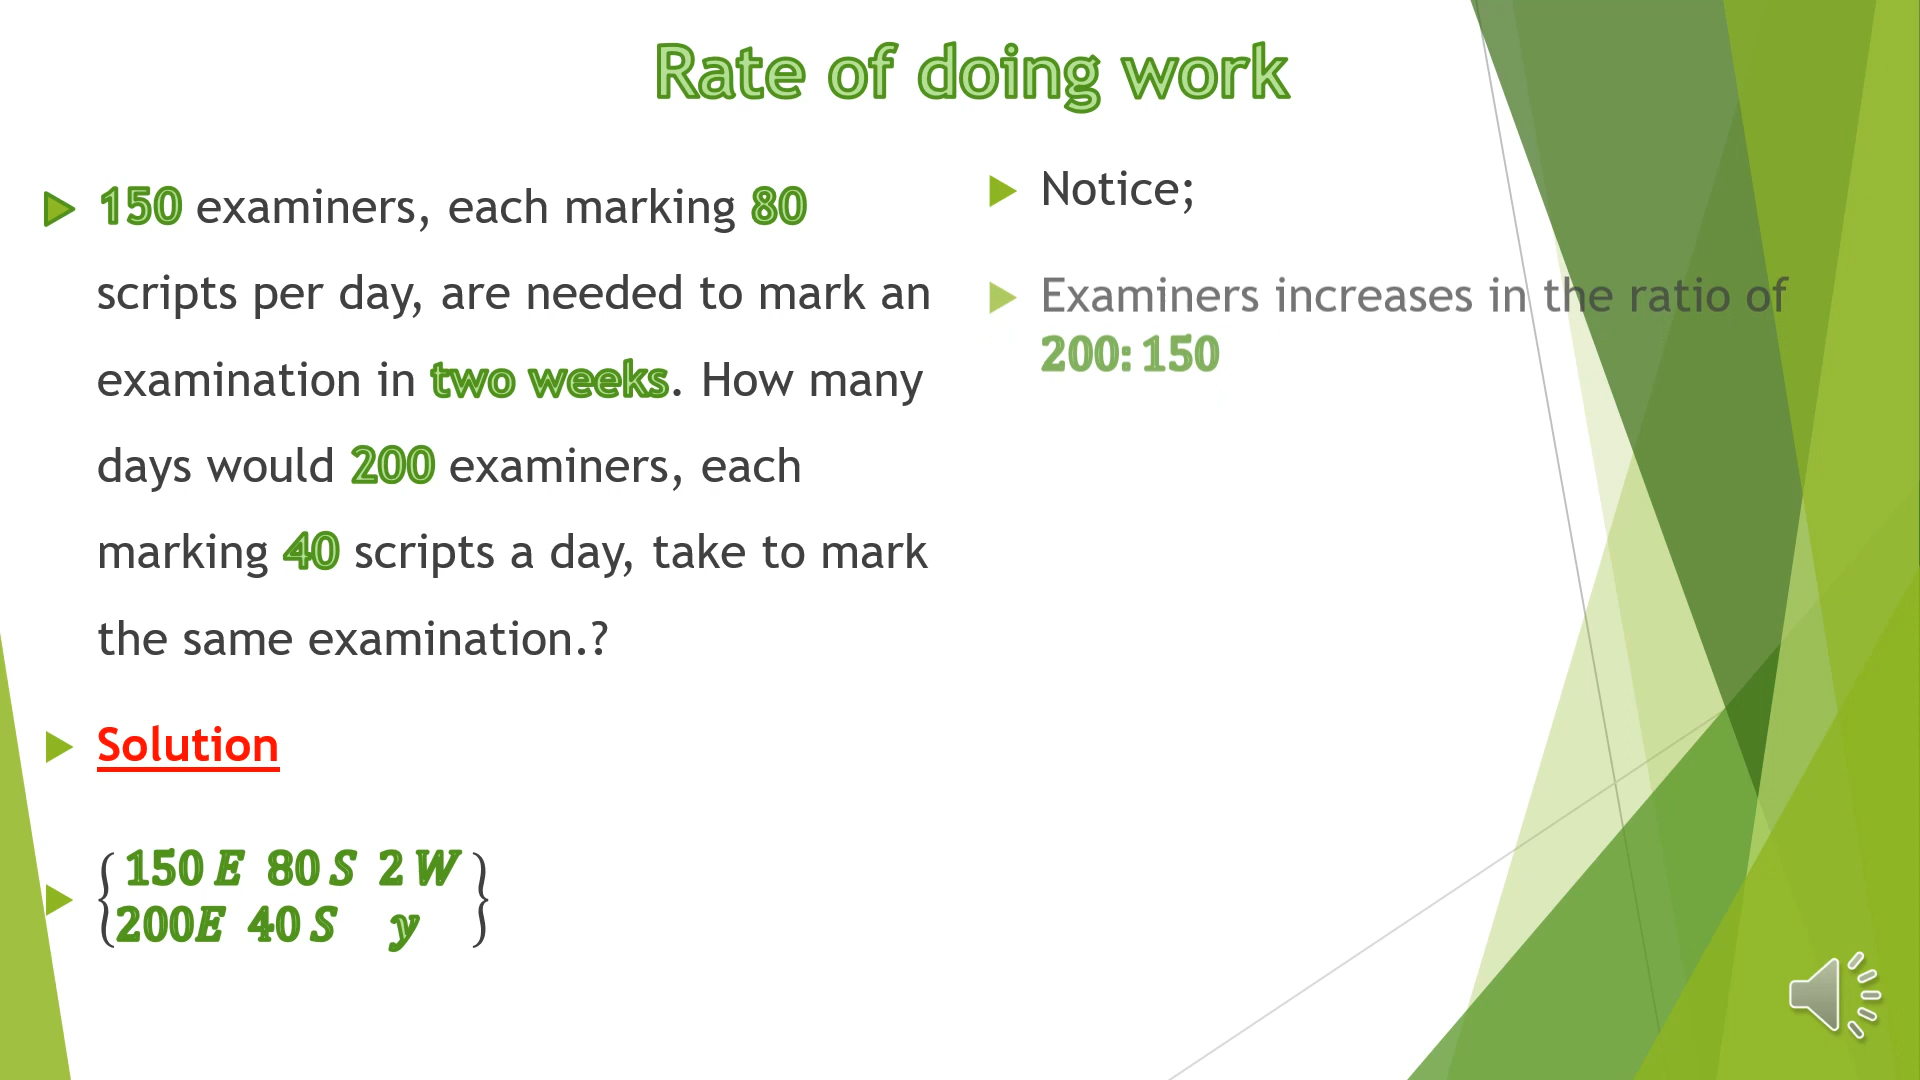 Rate of doing work
150 examiners, each marking 80
scripts per day, are needed to mark an
examination in two weeks. How many
days would 200 examiners, each
marking 40 scripts a day, take to mark
the same examination.?
Solution
{150 E 80 S 2 W
200E 40 S y}
Notice;
Examiners increases in the ratio of
200: 150